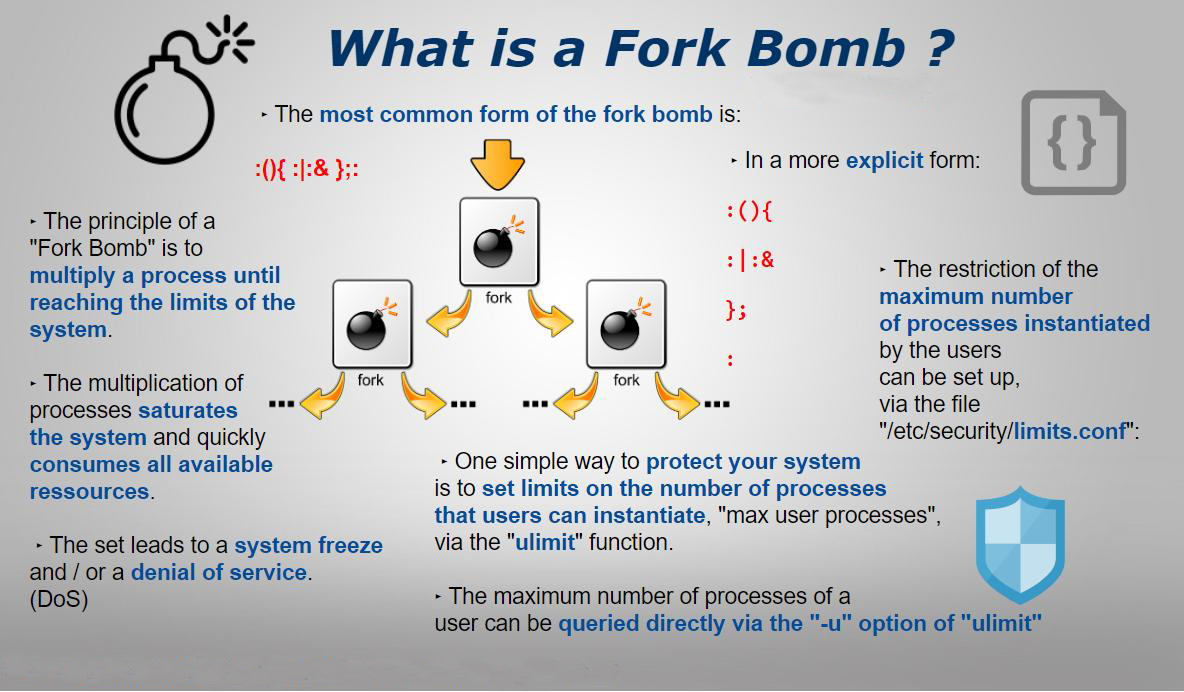 What is a Fork Bomb ?
‣ The most common form of the fork bomb is:
:(){ :|:& };:
fork
fork
fork
...
...
...
...
‣ In a more explicit form:
:(){
:|:&
};
:
{}
‣ The principle of a
"Fork Bomb" is to
multiply a process until
reaching the limits of the
system.
‣ The multiplication of
processes saturates
the system and quickly
consumes all available
ressources.
‣ The set leads to a system freeze
and / or a denial of service.
(DoS)
‣ The restriction of the
maximum number
of processes instantiated
by the users
can be set up,
via the file
"/etc/security/limits.conf":
‣ One simple way to protect your system
is to set limits on the number of processes
that users can instantiate, "max user processes",
via the "ulimit" function.
‣ The maximum number of processes of a
user can be queried directly via the "-u" option of "ulimit"